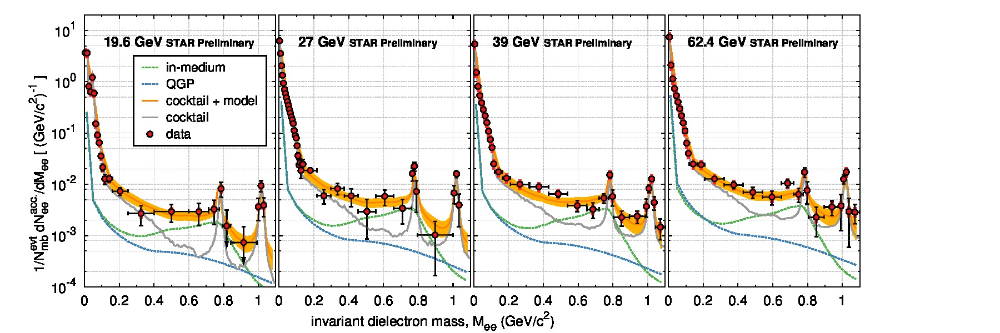 19.6 GeV STAR Preliminary
27 GeV STAR Preliminary
39 GeV STAR Preliminary
62.4 GeV STAR Preliminary
in-medium
QGP
cocktail + model
cocktail
data
10^1
10^0
10^-1
10^-2
10^-3
10^-4
1/N_mb^evt dN_ee^acc./dM_ee [ (GeV/c^2)^-1 ]
0 0.2 0.4 0.6 0.8 1
0 0.2 0.4 0.6 0.8 1
0 0.2 0.4 0.6 0.8 1
0 0.2 0.4 0.6 0.8 1
invariant dielectron mass, M_ee (GeV/c^2)